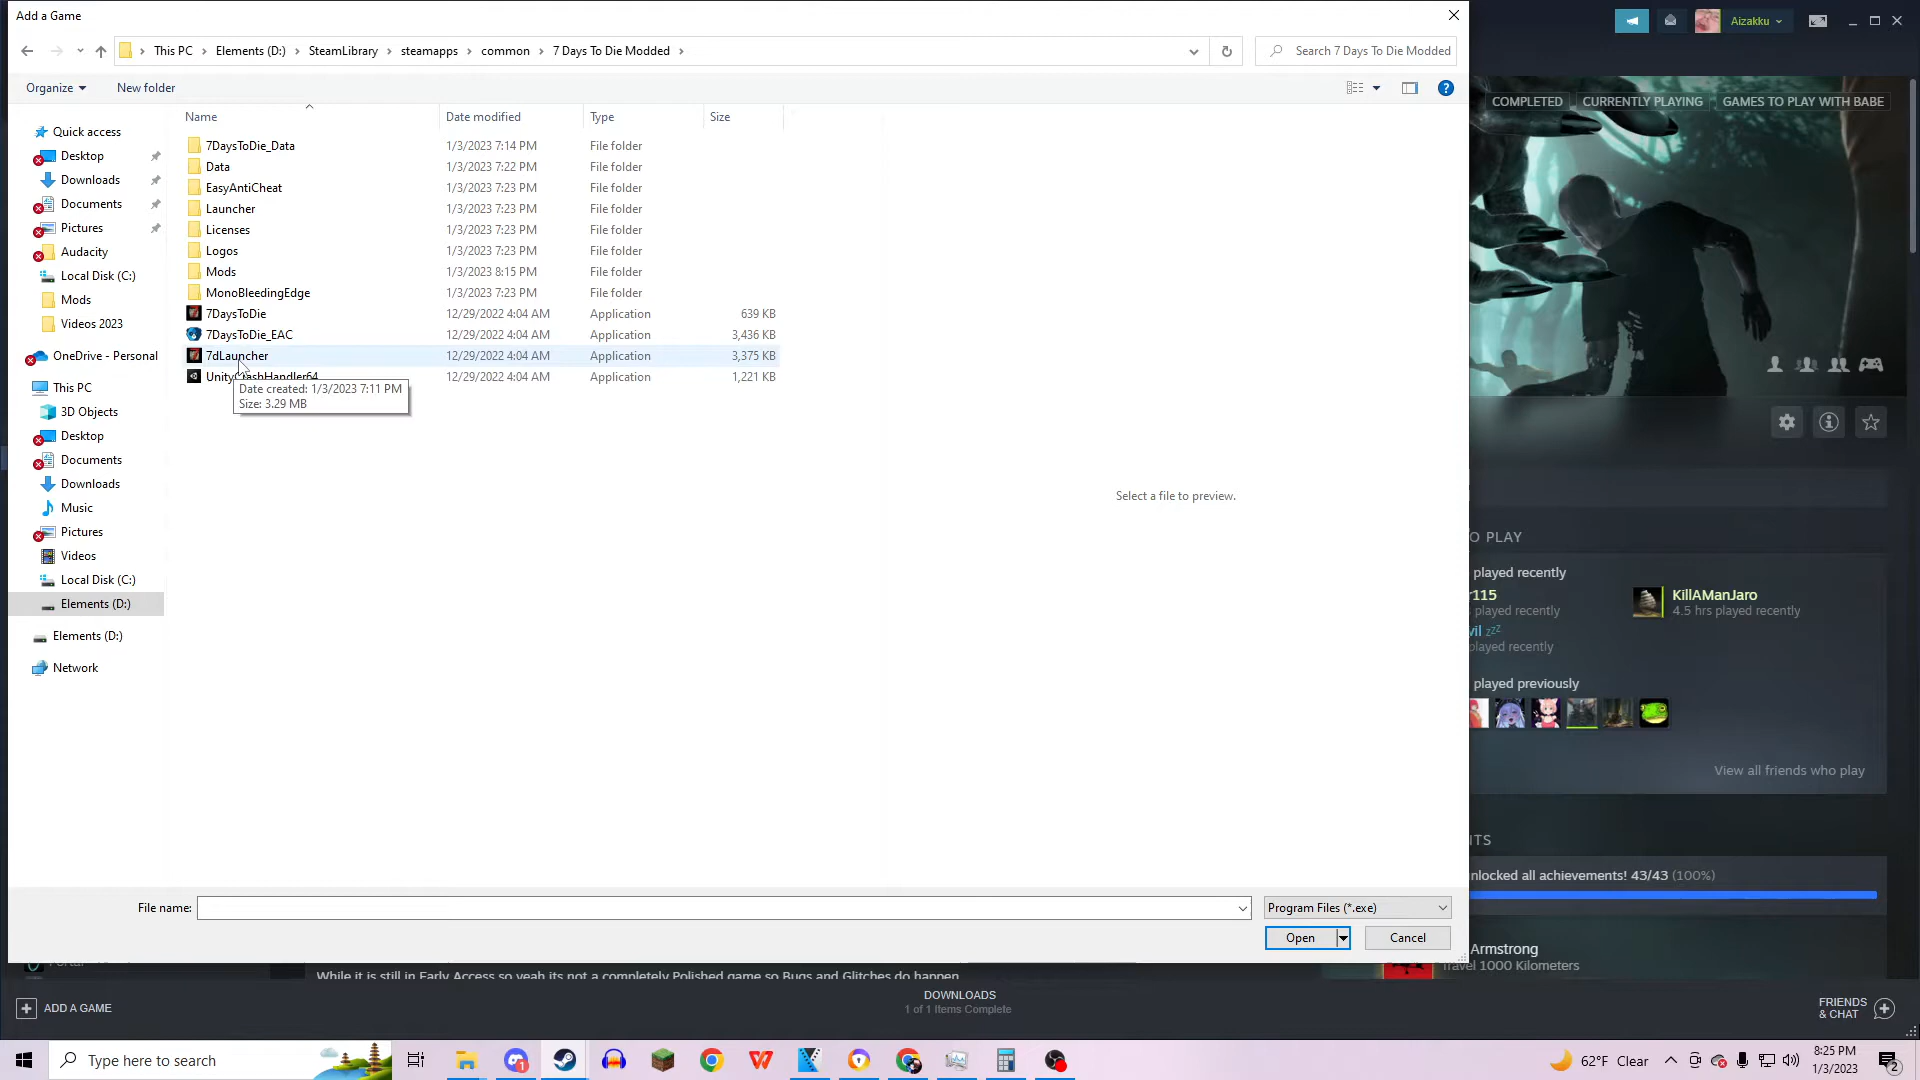 Add a Game
Aizakku
This PC > Elements (D:) > SteamLibrary > steamapps > common > 7 Days To Die Modded >
Search 7 Days To Die Modded
Organize
New folder
COMPLETED
CURRENTLY PLAYING
GAMES TO PLAY WITH BABE
Name
Date modified
Type
Size
Quick access
Desktop
Downloads
Documents
Pictures
Audacity
Local Disk (C:)
Mods
Videos 2023
OneDrive - Personal
This PC
3D Objects
Desktop
Documents
Downloads
Music
Pictures
Videos
Local Disk (C:)
Elements (D:)
Elements (D:)
Network
7DaysToDie_Data 1/3/2023 7:14 PM File folder
Data 1/3/2023 7:22 PM File folder
EasyAntiCheat 1/3/2023 7:23 PM File folder
Launcher 1/3/2023 7:23 PM File folder
Licenses 1/3/2023 7:23 PM File folder
Logos 1/3/2023 7:23 PM File folder
Mods 1/3/2023 8:15 PM File folder
MonoBleedingEdge 1/3/2023 7:23 PM File folder
7DaysToDie 12/29/2022 4:04 AM Application 639 KB
7DaysToDie_EAC 12/29/2022 4:04 AM Application 3,436 KB
7dLauncher 12/29/2022 4:04 AM Application 3,375 KB
UnityCrashHandler64 12/29/2022 4:04 AM Application 1,221 KB
Date created: 1/3/2023 7:11 PM
Size: 3.29 MB
Select a file to preview.
O PLAY
played recently
r115
played recently
vil zzz
played recently
KillAManJaro
4.5 hrs played recently
played previously
View all friends who play
NTS
nlocked all achievements! 43/43 (100%)
Armstrong
Travel 1000 Kilometers
File name:
Program Files (*.exe)
Open
Cancel
While it is still in Early Access so yeah its not a completely Polished game so Bugs and Glitches do happen
ADD A GAME
DOWNLOADS
1 of 1 Items Complete
FRIENDS
& CHAT
Type here to search
1
62°F Clear
8:25 PM
1/3/2023
2